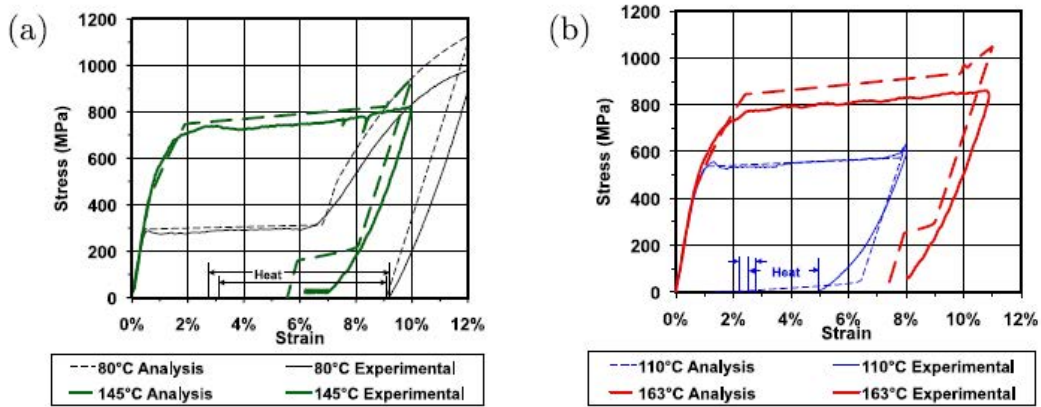 (a)
1200
1000
800
600
400
200
0
Stress (MPa)
Heat
0% 2% 4% 6% 8% 10% 12%
Strain
80°C Analysis 80°C Experimental
145°C Analysis 145°C Experimental
(b)
1200
1000
800
600
400
200
0
Stress (MPa)
Heat
0% 2% 4% 6% 8% 10% 12%
Strain
110°C Analysis 110°C Experimental
163°C Analysis 163°C Experimental